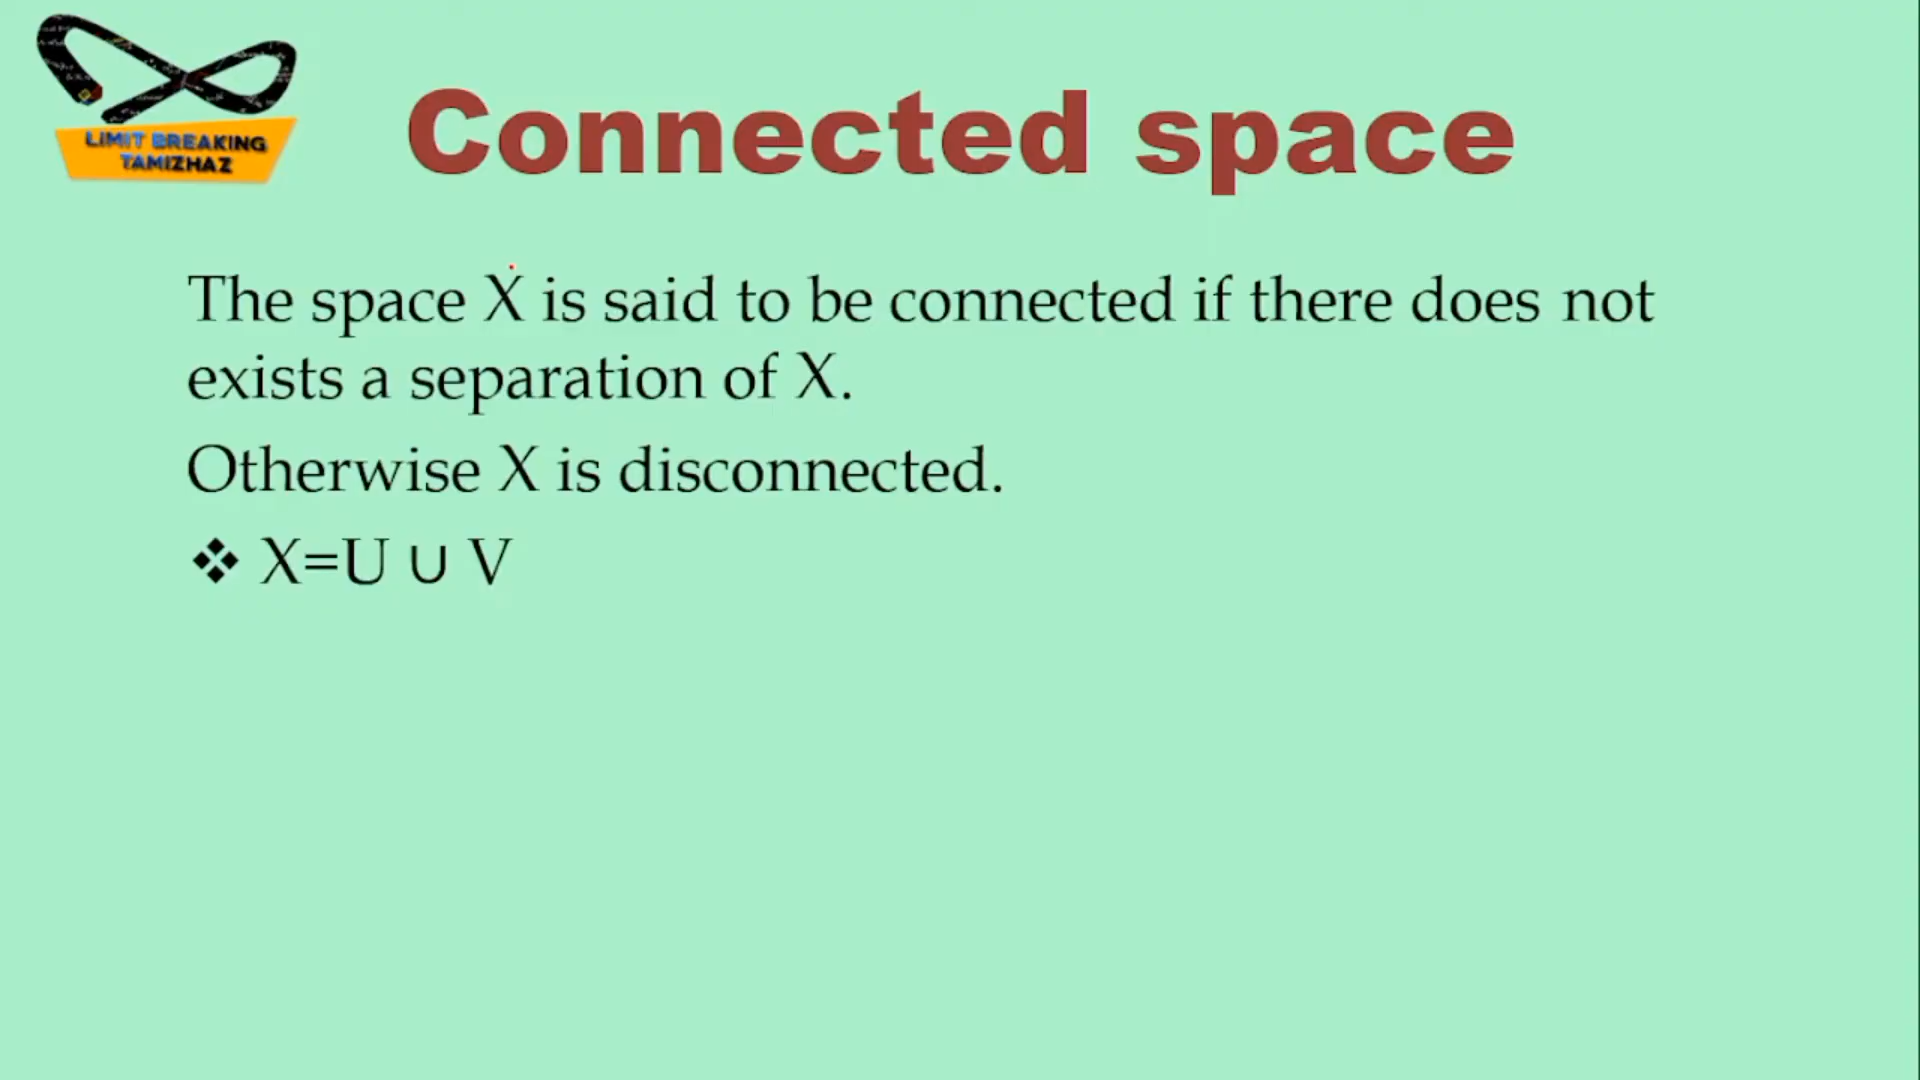 LIMIT BREAKING
TAMIZHAZ
Connected space
The space X is said to be connected if there does not
exists a separation of X.
Otherwise X is disconnected.
❖ X=U ∪ V